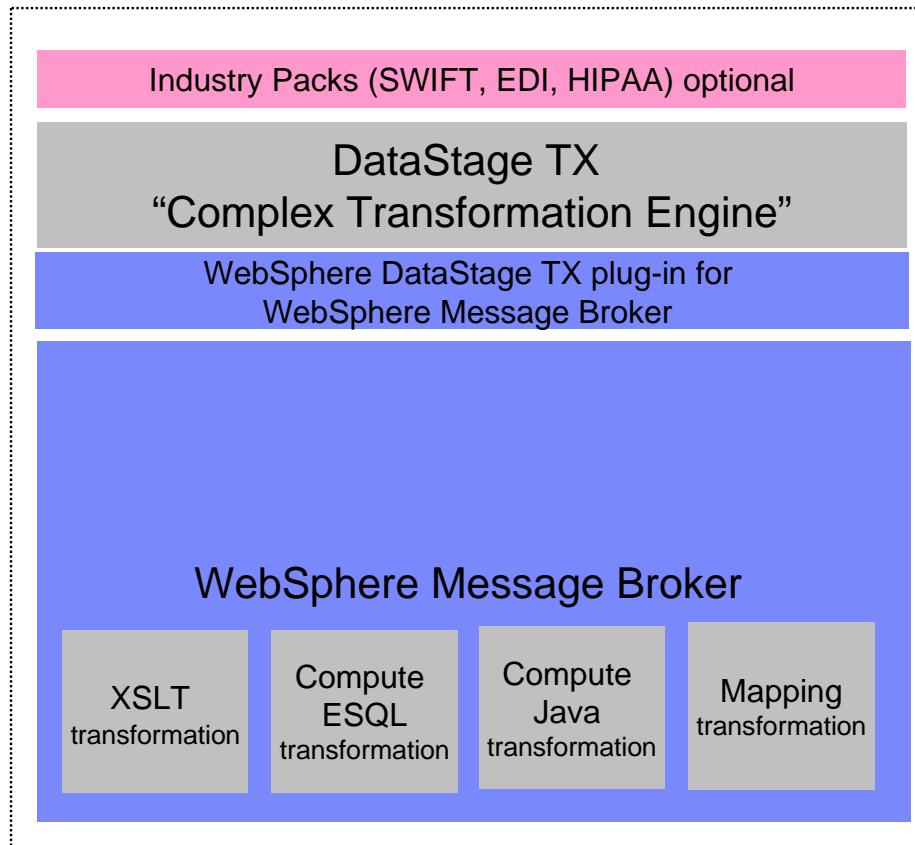 Industry Packs (SWIFT, EDI, HIPAA) optional
DataStage TX
“Complex Transformation Engine”
WebSphere DataStage TX plug-in for
WebSphere Message Broker
WebSphere Message Broker
XSLT
transformation
Compute
ESQL
transformation
Compute
Java
transformation
Mapping
transformation